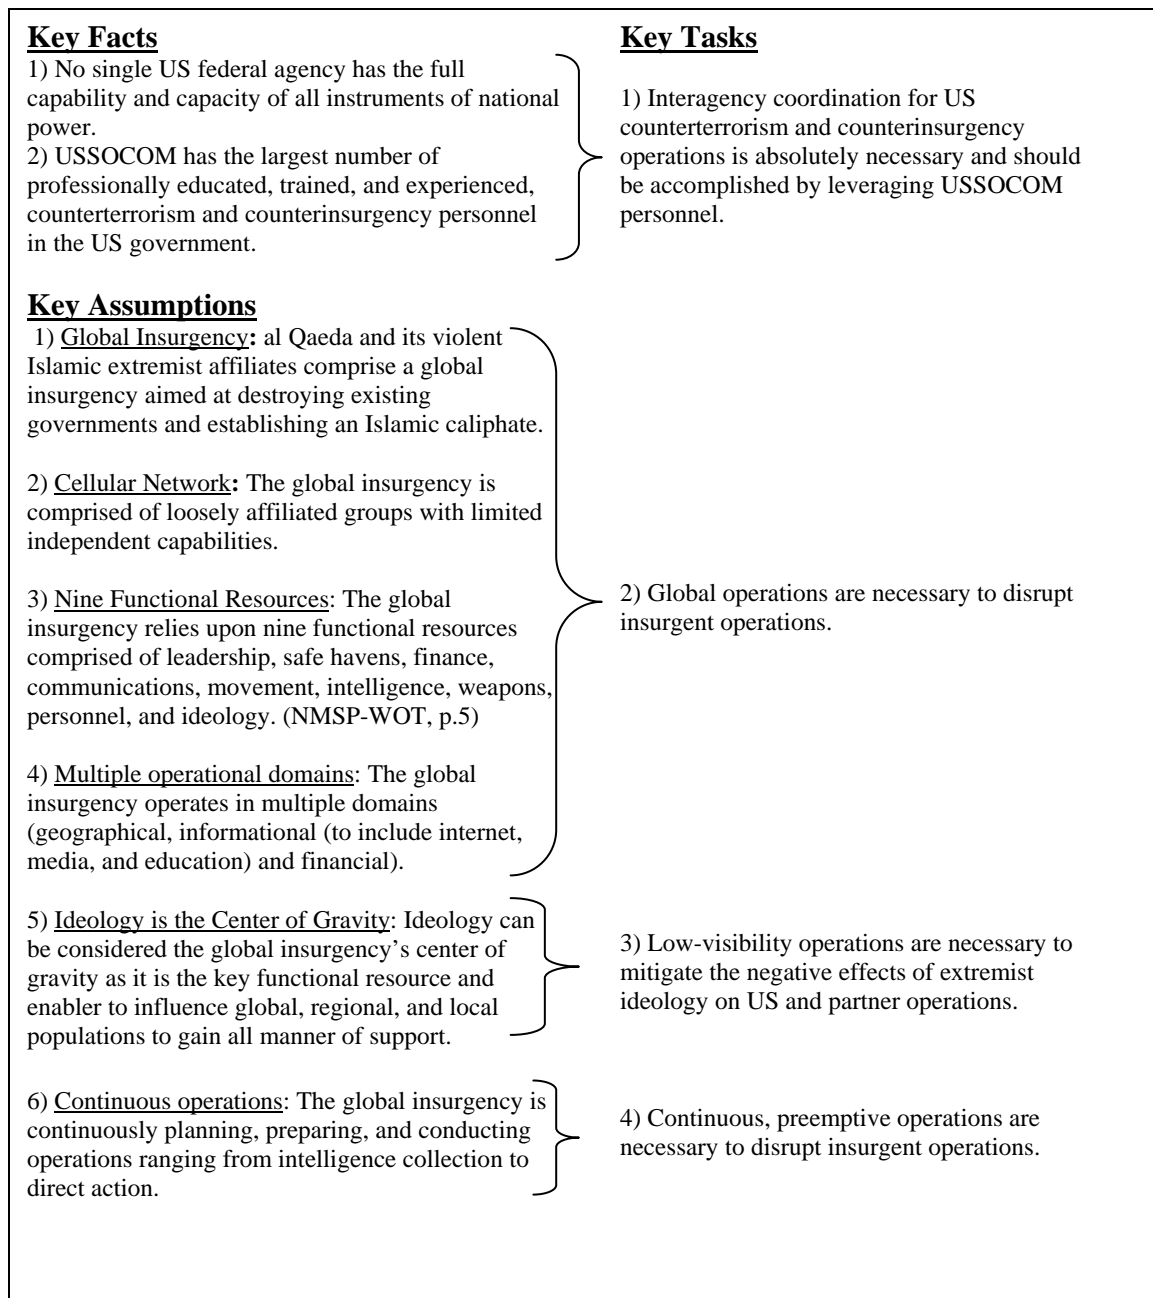 Key Facts
1) No single US federal agency has the full
capability and capacity of all instruments of national
power.
2) USSOCOM has the largest number of
professionally educated, trained, and experienced,
counterterrorism and counterinsurgency personnel
in the US government.
Key Tasks
1) Interagency coordination for US
counterterrorism and counterinsurgency
operations is absolutely necessary and should
be accomplished by leveraging USSOCOM
personnel.
Key Assumptions
1) Global Insurgency: al Qaeda and its violent
Islamic extremist affiliates comprise a global
insurgency aimed at destroying existing
governments and establishing an Islamic caliphate.
2) Cellular Network: The global insurgency is
comprised of loosely affiliated groups with limited
independent capabilities.
3) Nine Functional Resources: The global
insurgency relies upon nine functional resources
comprised of leadership, safe havens, finance,
communications, movement, intelligence, weapons,
personnel, and ideology. (NMSP-WOT, p.5)
4) Multiple operational domains: The global
insurgency operates in multiple domains
(geographical, informational (to include internet,
media, and education) and financial).
2) Global operations are necessary to disrupt
insurgent operations.
5) Ideology is the Center of Gravity: Ideology can
be considered the global insurgency’s center of
gravity as it is the key functional resource and
enabler to influence global, regional, and local
populations to gain all manner of support.
3) Low-visibility operations are necessary to
mitigate the negative effects of extremist
ideology on US and partner operations.
6) Continuous operations: The global insurgency is
continuously planning, preparing, and conducting
operations ranging from intelligence collection to
direct action.
4) Continuous, preemptive operations are
necessary to disrupt insurgent operations.